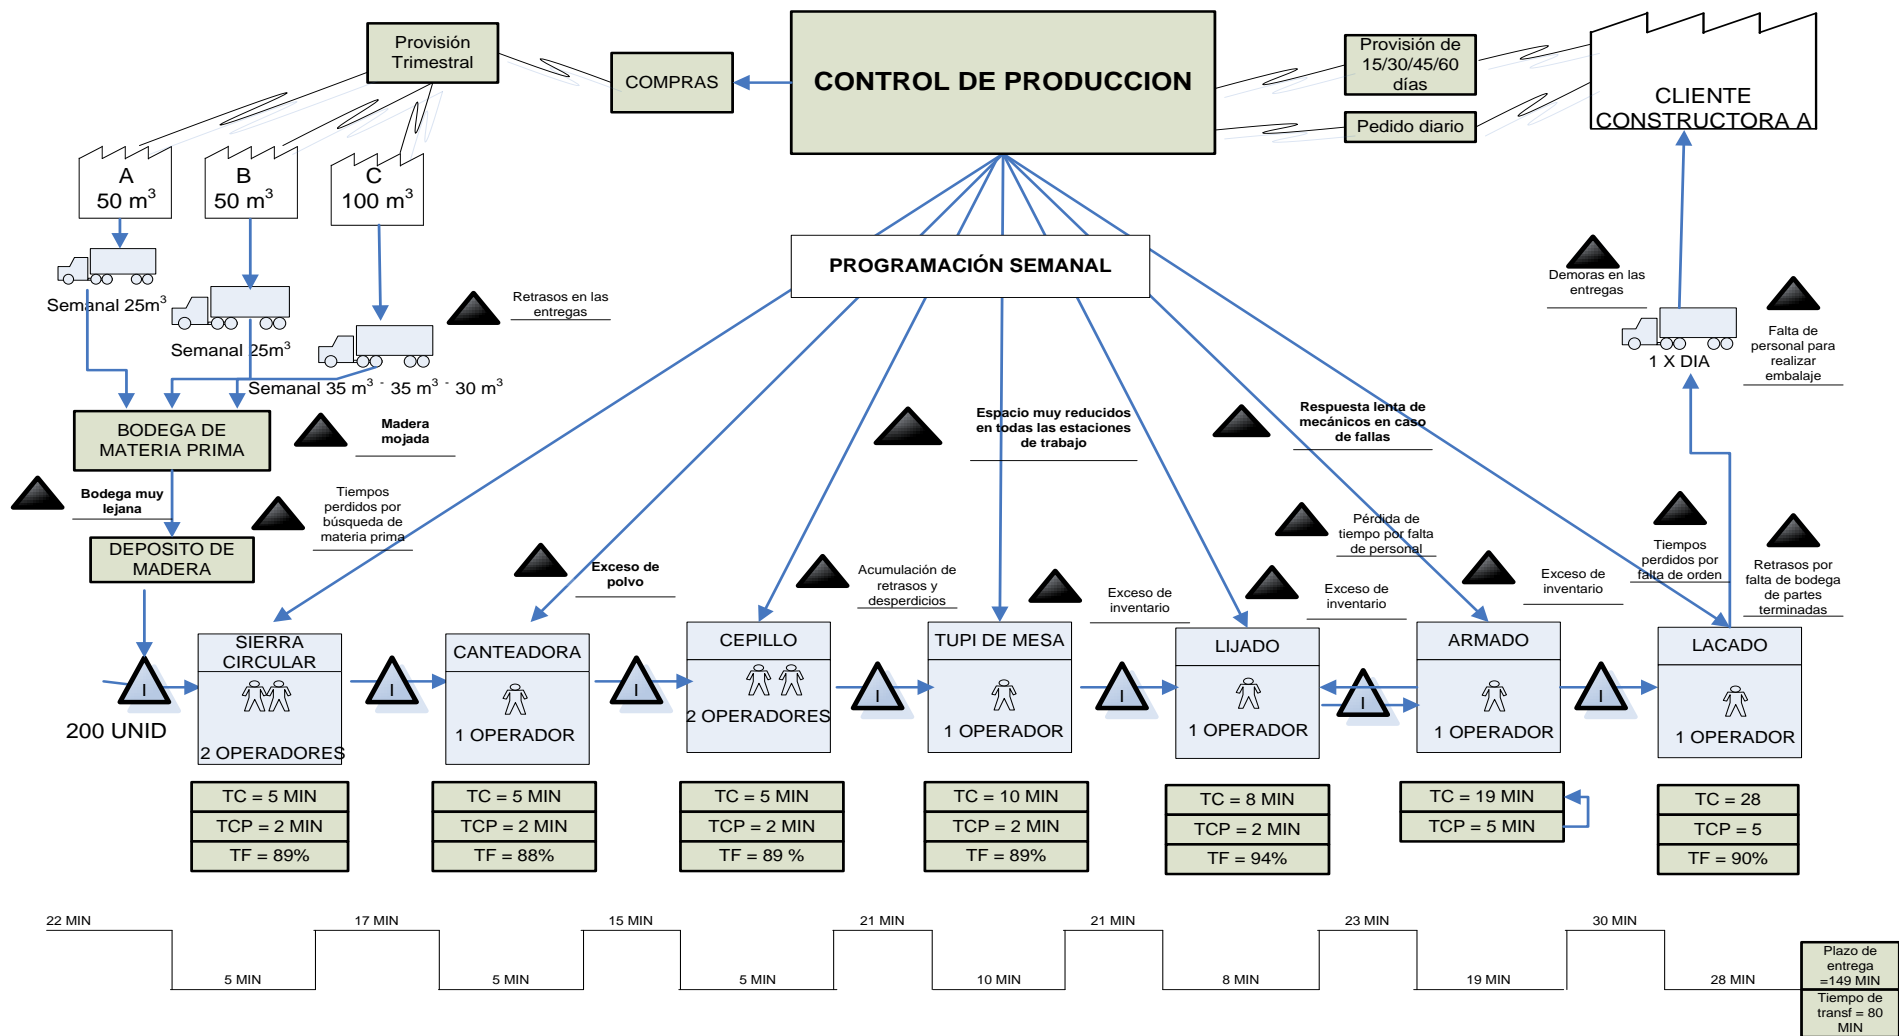 Provisión
Trimestral
COMPRAS
CONTROL DE PRODUCCION
Provisión de
15/30/45/60
días
Pedido diario
CLIENTE
CONSTRUCTORA A
A
50 m³
B
50 m³
C
100 m³
PROGRAMACIÓN SEMANAL
Semanal 25m³
Semanal 25m³
Semanal 35 m³ - 35 m³ - 30 m³
Retrasos en las
entregas
Demoras en las
entregas
1 X DIA
Falta de
personal para
realizar
embalaje
BODEGA DE
MATERIA PRIMA
Madera
mojada
Espacio muy reducidos
en todas las estaciones
de trabajo
Respuesta lenta de
mecánicos en caso
de fallas
Bodega muy
lejana
Tiempos
perdidos por
búsqueda de
materia prima
DEPOSITO DE
MADERA
Exceso de
polvo
Acumulación de
retrasos y
desperdicios
Exceso de
inventario
Pérdida de
tiempo por falta
de personal
Exceso de
inventario
Exceso de
inventario
Tiempos
perdidos por
falta de orden
Retrasos por
falta de bodega
de partes
terminadas
I
200 UNID
SIERRA
CIRCULAR
2 OPERADORES
I
CANTEADORA
1 OPERADOR
I
CEPILLO
2 OPERADORES
I
TUPI DE MESA
1 OPERADOR
I
LIJADO
1 OPERADOR
I
ARMADO
1 OPERADOR
I
LACADO
1 OPERADOR
TC = 5 MIN
TCP = 2 MIN
TF = 89%
TC = 5 MIN
TCP = 2 MIN
TF = 88%
TC = 5 MIN
TCP = 2 MIN
TF = 89 %
TC = 10 MIN
TCP = 2 MIN
TF = 89%
TC = 8 MIN
TCP = 2 MIN
TF = 94%
TC = 19 MIN
TCP = 5 MIN
TC = 28
TCP = 5
TF = 90%
22 MIN
17 MIN
15 MIN
21 MIN
21 MIN
23 MIN
30 MIN
5 MIN
5 MIN
5 MIN
10 MIN
8 MIN
19 MIN
28 MIN
Plazo de
entrega
=149 MIN
Tiempo de
transf = 80
MIN